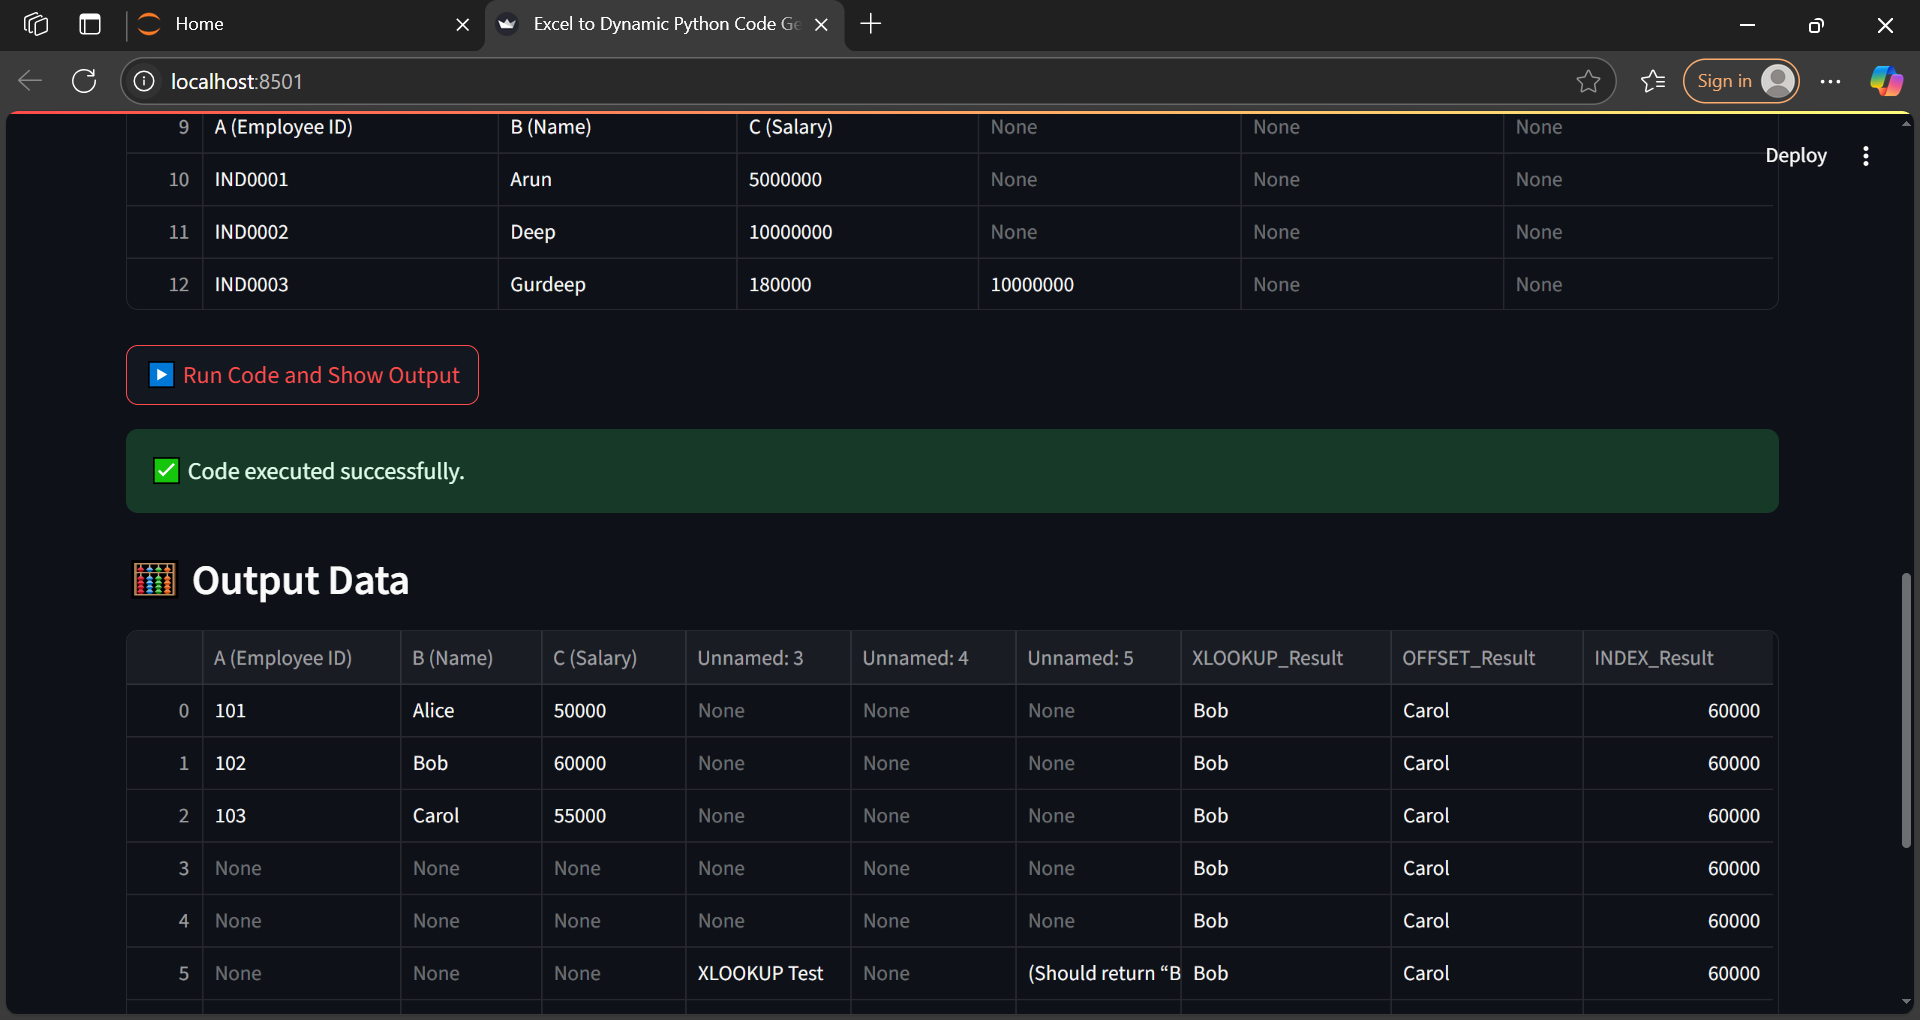 Home
Excel to Dynamic Python Code Ge
localhost:8501
Sign in
9 A (Employee ID) B (Name) C (Salary) None None None
Deploy
10 IND0001 Arun 5000000 None None None
11 IND0002 Deep 10000000 None None None
12 IND0003 Gurdeep 180000 10000000 None None
Run Code and Show Output
Code executed successfully.
Output Data
A (Employee ID) B (Name) C (Salary) Unnamed: 3 Unnamed: 4 Unnamed: 5 XLOOKUP_Result OFFSET_Result INDEX_Result
0 101 Alice 50000 None None None Bob Carol 60000
1 102 Bob 60000 None None None Bob Carol 60000
2 103 Carol 55000 None None None Bob Carol 60000
3 None None None None None None Bob Carol 60000
4 None None None None None None Bob Carol 60000
5 None None None XLOOKUP Test None (Should return “B Bob Carol 60000